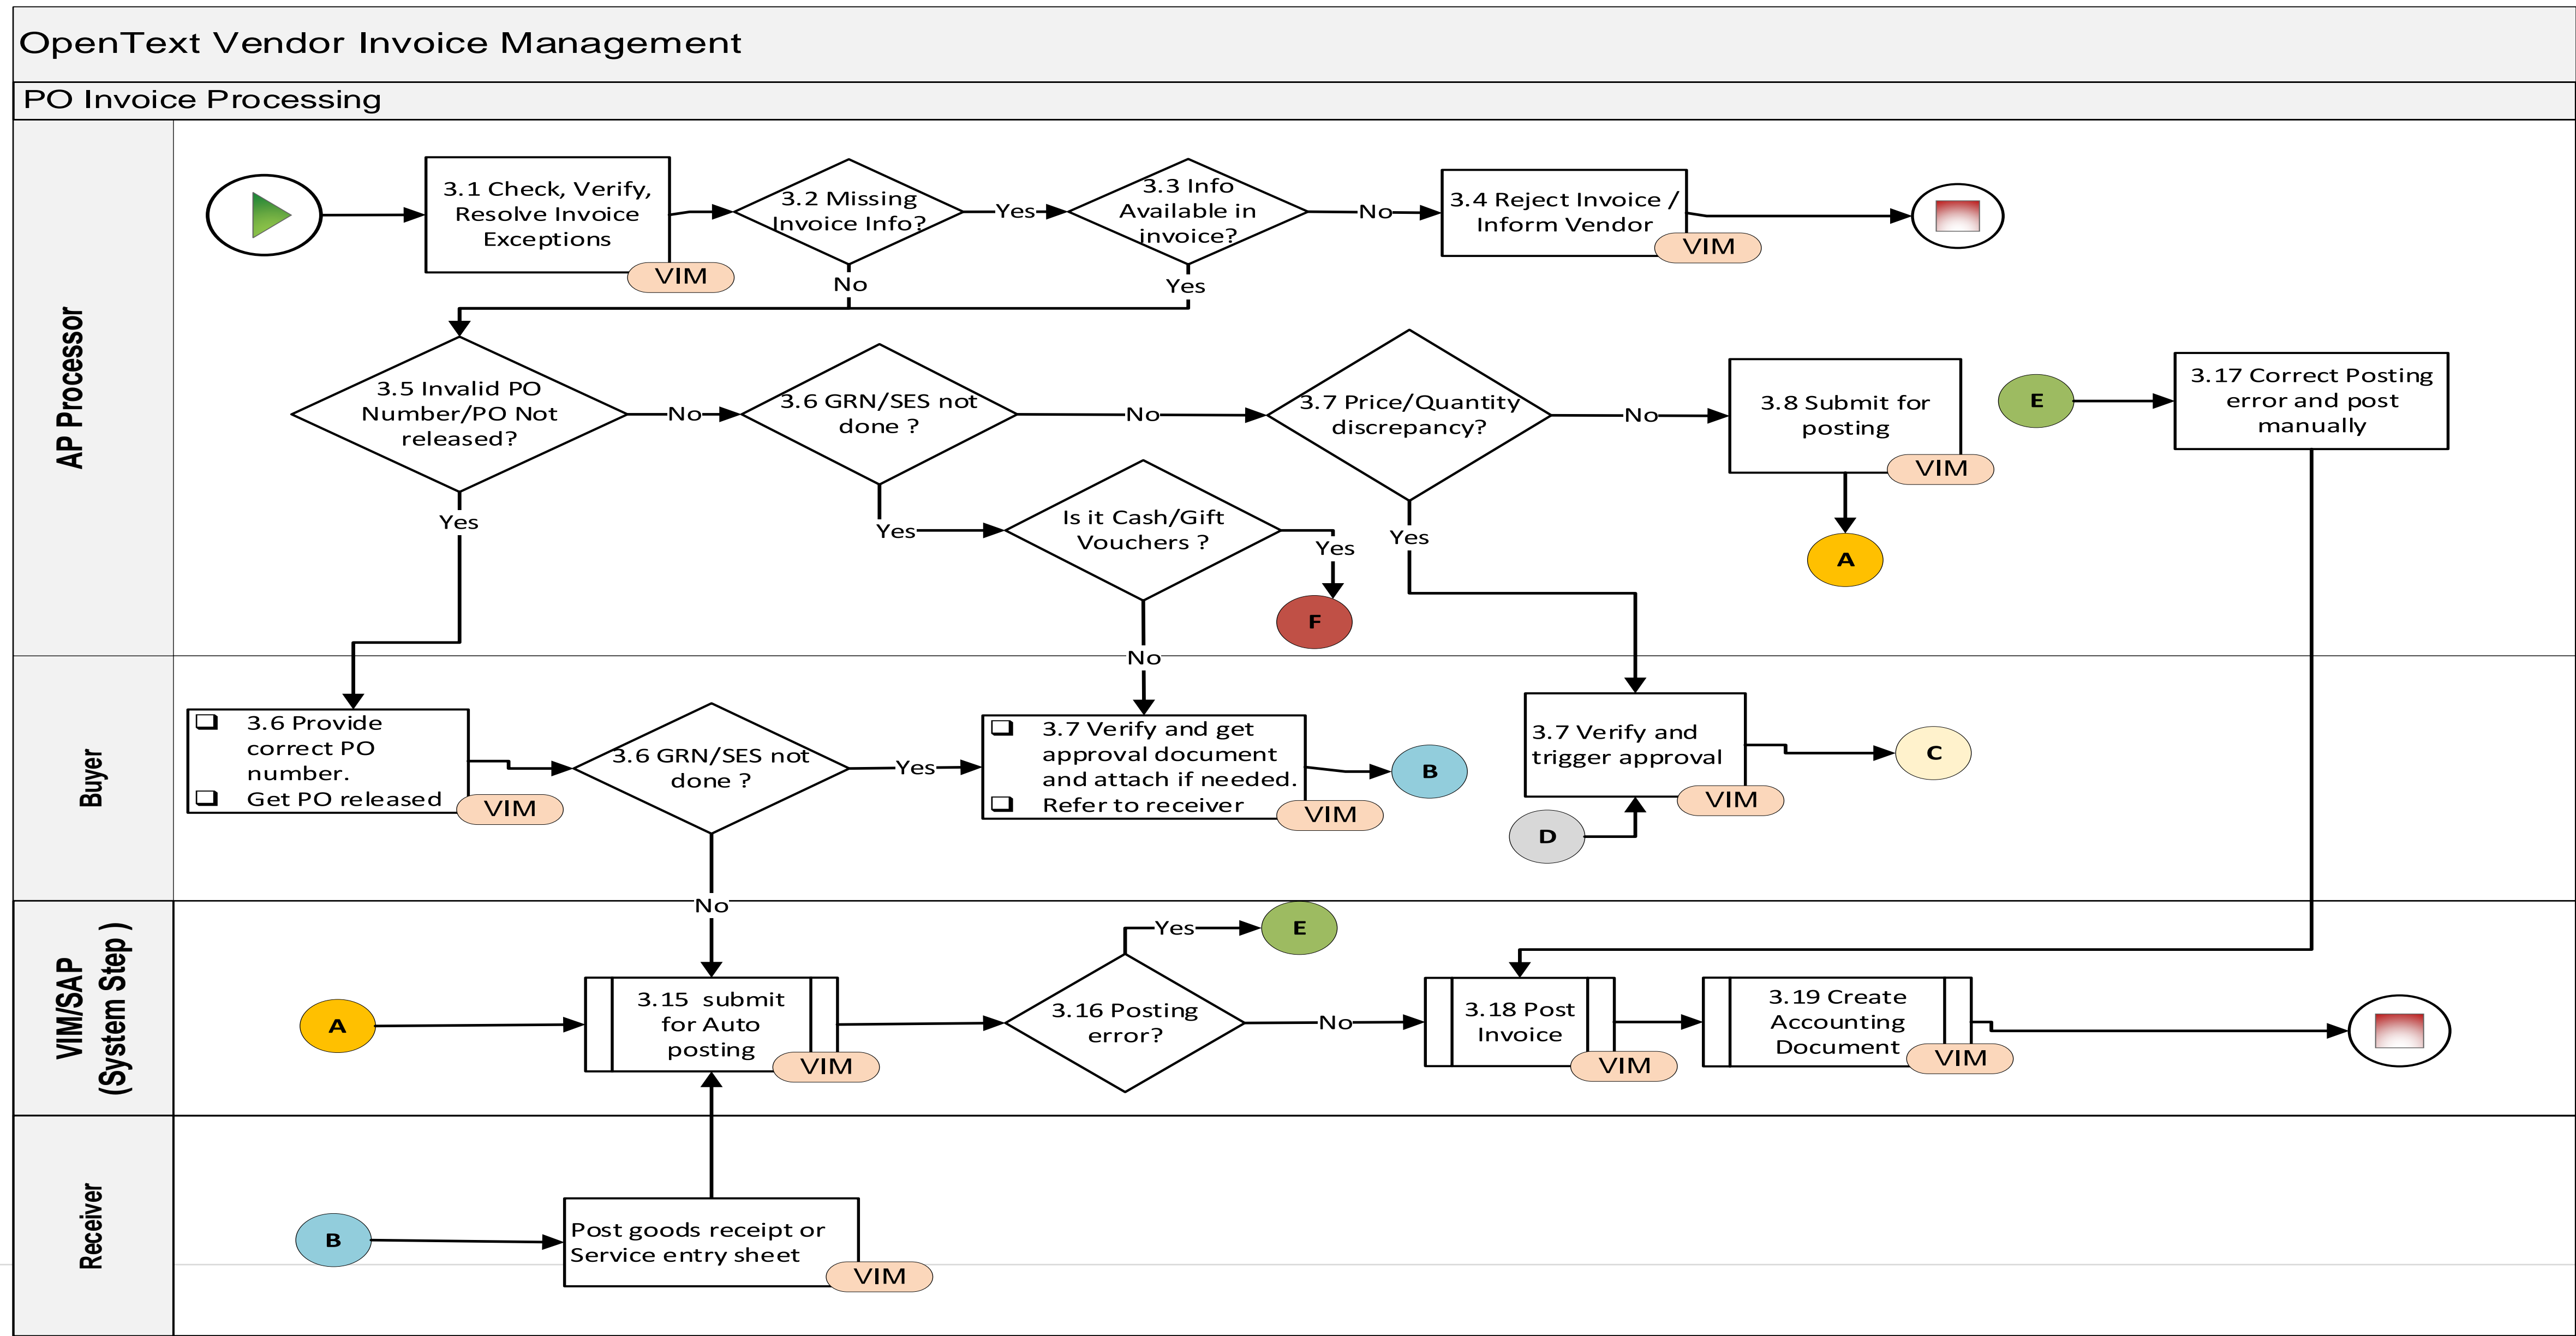 OpenText Vendor Invoice Management
PO Invoice Processing
AP Processor
3.1 Check, Verify,
Resolve Invoice
Exceptions
VIM
3.2 Missing
Invoice Info?
Yes
No
3.3 Info
Available in
invoice?
No
Yes
3.4 Reject Invoice /
Inform Vendor
VIM
3.5 Invalid PO
Number/PO Not
released?
No
Yes
3.6 GRN/SES not
done ?
No
Yes
3.7 Price/Quantity
discrepancy?
No
Yes
3.8 Submit for
posting
VIM
A
E
3.17 Correct Posting
error and post
manually
Is it Cash/Gift
Vouchers ?
Yes
F
No
Buyer
3.6 Provide
correct PO
number.
Get PO released
VIM
3.6 GRN/SES not
done ?
Yes
No
3.7 Verify and get
approval document
and attach if needed.
Refer to receiver
VIM
B
3.7 Verify and
trigger approval
VIM
C
D
VIM/SAP
(System Step )
A
3.15 submit
for Auto
posting
VIM
3.16 Posting
error?
Yes
E
No
3.18 Post
Invoice
VIM
3.19 Create
Accounting
Document
VIM
Receiver
B
Post goods receipt or
Service entry sheet
VIM